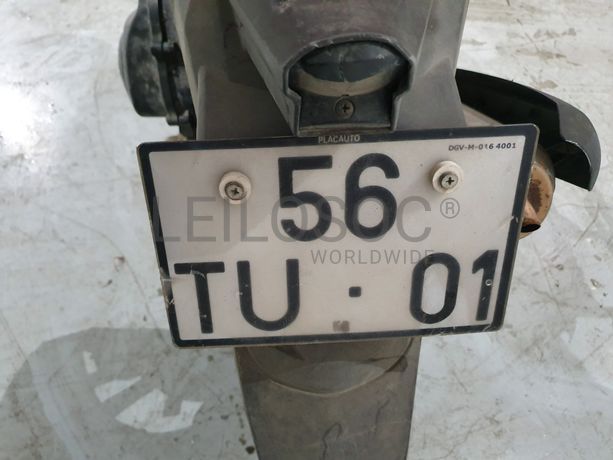 PLACAUTO
DGV-M-016 4001
56
LEILOSOC®
WORLDWIDE
TU · 01